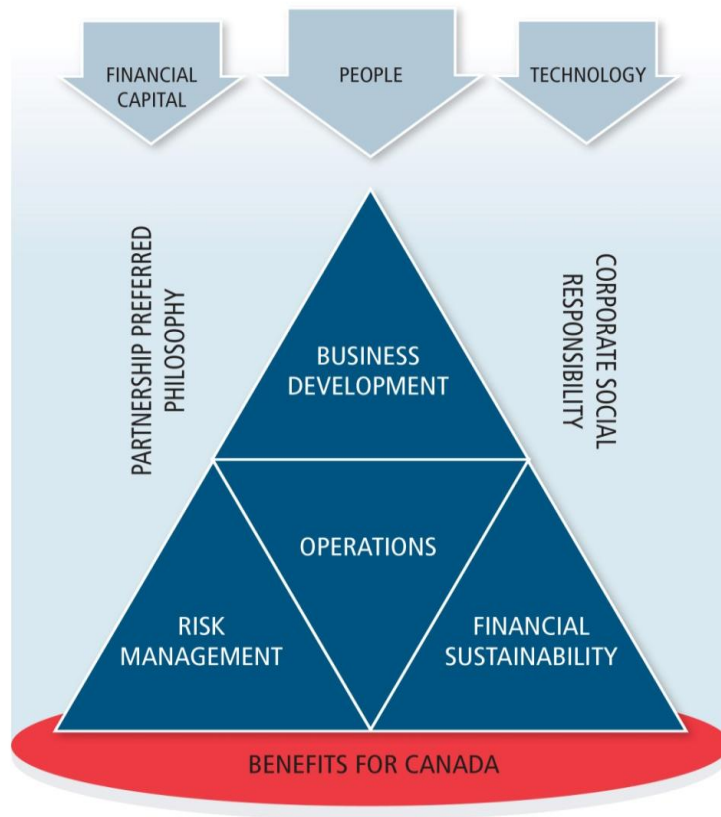 FINANCIAL
CAPITAL
PEOPLE
TECHNOLOGY
PARTNERSHIP PREFERRED
PHILOSOPHY
CORPORATE SOCIAL
RESPONSIBILITY
BUSINESS
DEVELOPMENT
OPERATIONS
RISK
MANAGEMENT
FINANCIAL
SUSTAINABILITY
BENEFITS FOR CANADA